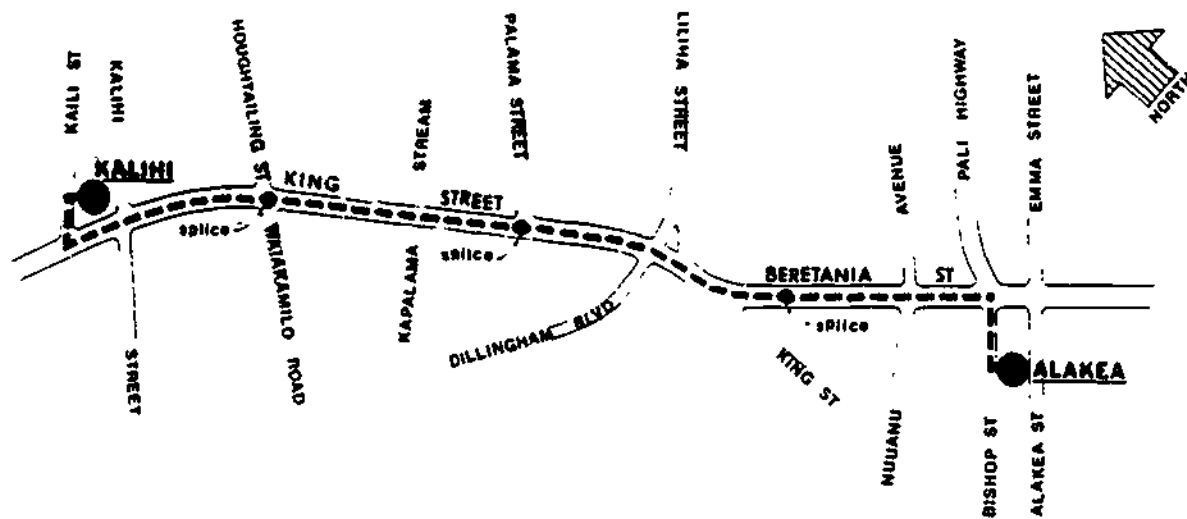 KAILI ST
KALIHI
STREET
KALIHI
HOUGHTAILING ST
WAIAKAMILO ROAD
KING
STREET
splice
STREAM
KAPALAMA
PALAMA STREET
splice
LILIHA STREET
DILLINGHAM BLVD
BERETANIA
ST
splice
KING ST
AVENUE
NUUANU
PALI HIGHWAY
BISHOP ST
EMMA STREET
ALAKEA ST
ALAKEA
NORTH